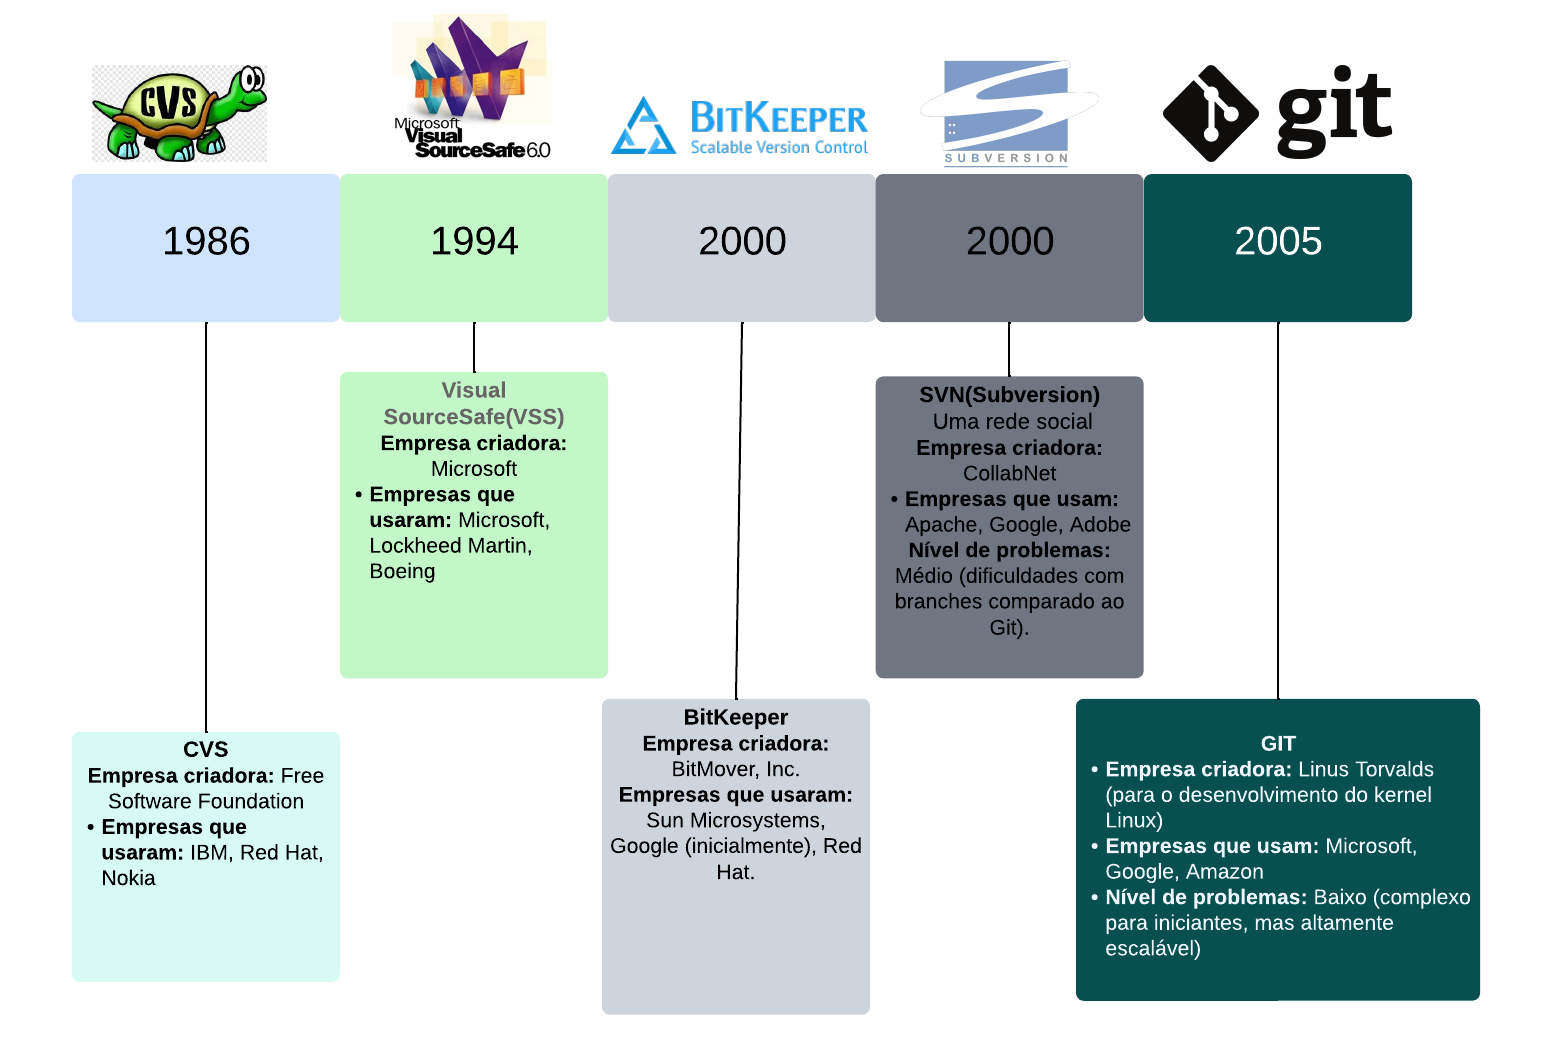 CVS
Microsoft
Visual
SourceSafe 6.0
BITKEEPER
Scalable Version Control
SUBVERSION
git
1986
1994
2000
2000
2005
Visual
SourceSafe(VSS)
Empresa criadora:
Microsoft
• Empresas que
usaram: Microsoft,
Lockheed Martin,
Boeing
SVN(Subversion)
Uma rede social
Empresa criadora:
CollabNet
• Empresas que usam:
Apache, Google, Adobe
Nível de problemas:
Médio (dificuldades com
branches comparado ao
Git).
CVS
Empresa criadora: Free
Software Foundation
• Empresas que
usaram: IBM, Red Hat,
Nokia
BitKeeper
Empresa criadora:
BitMover, Inc.
Empresas que usaram:
Sun Microsystems,
Google (inicialmente), Red
Hat.
GIT
• Empresa criadora: Linus Torvalds
(para o desenvolvimento do kernel
Linux)
• Empresas que usam: Microsoft,
Google, Amazon
• Nível de problemas: Baixo (complexo
para iniciantes, mas altamente
escalável)